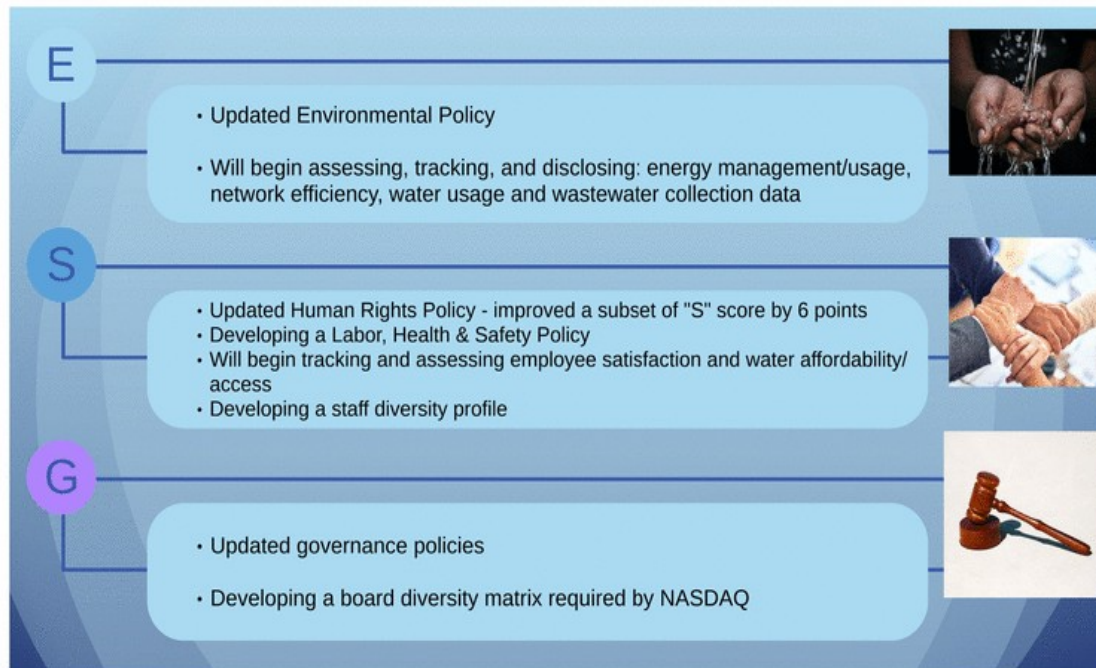 E
• Updated Environmental Policy
• Will begin assessing, tracking, and disclosing: energy management/usage,
network efficiency, water usage and wastewater collection data
S
• Updated Human Rights Policy - improved a subset of "S" score by 6 points
• Developing a Labor, Health & Safety Policy
• Will begin tracking and assessing employee satisfaction and water affordability/
access
• Developing a staff diversity profile
G
• Updated governance policies
• Developing a board diversity matrix required by NASDAQ